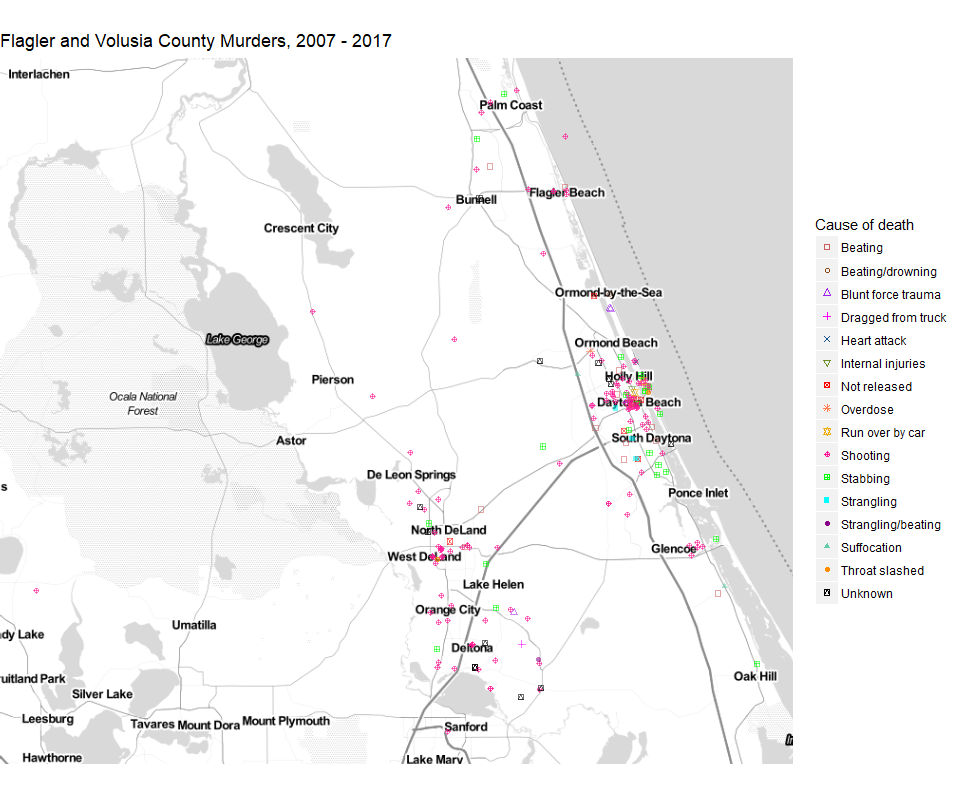 Flagler and Volusia County Murders, 2007 - 2017
Interlachen
Palm Coast
Flagler Beach
Bunnell
Crescent City
Ormond-by-the-Sea
Lake George
Ormond Beach
Holly Hill
Pierson
Ocala National
Forest
Daytona Beach
Astor
South Daytona
De Leon Springs
s
Ponce Inlet
North DeLand
Glencoe
West DeLand
Lake Helen
Orange City
Umatilla
dy Lake
Deltona
Oak Hill
ruitland Park
Silver Lake
Leesburg
Tavares
Mount Dora
Mount Plymouth
Sanford
Hawthorne
Lake Mary
Cause of death
Beating
Beating/drowning
Blunt force trauma
Dragged from truck
Heart attack
Internal injuries
Not released
Overdose
Run over by car
Shooting
Stabbing
Strangling
Strangling/beating
Suffocation
Throat slashed
Unknown